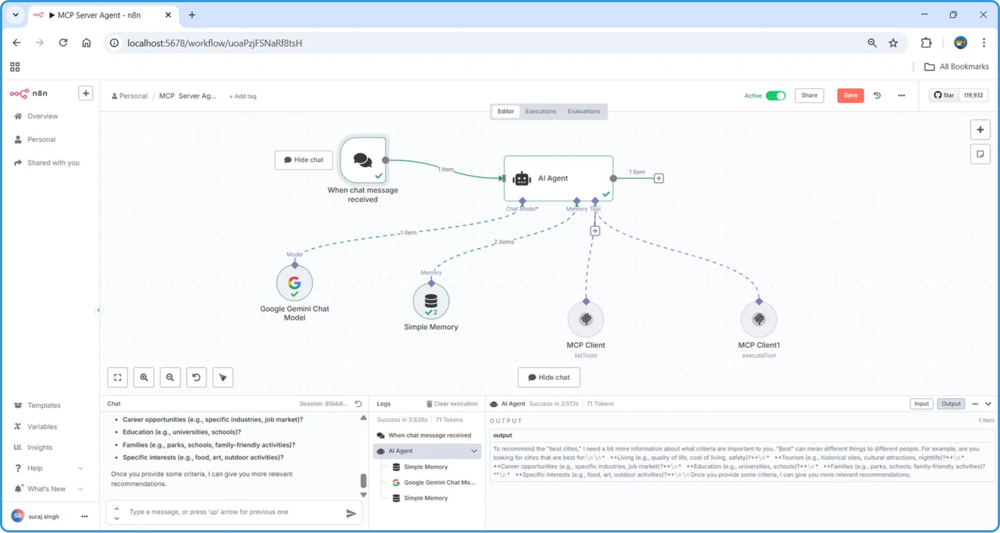 MCP Server Agent - n8n
localhost:5678/workflow/uoaPzjFSNaRf8tsH
All Bookmarks
n8n
Personal / MCP Server Ag... + Add tag
Active
Share
Save
Star 119,932
Editor Executions Evaluations
Overview
Personal
Shared with you
Hide chat
When chat message
received
1 item
AI Agent
1 item
Chat Model*
Memory
Tool
1 item
2 items
Model
Google Gemini Chat
Model
Memory
2
Simple Memory
MCP Client
listTools
MCP Client1
executeTool
Hide chat
Templates
Variables
Insights
Help
What's New
SS suraj singh
Chat
Session: 85bb6...
• Career opportunities (e.g., specific industries, job market)?
• Education (e.g., universities, schools)?
• Families (e.g., parks, schools, family-friendly activities)?
• Specific interests (e.g., food, art, outdoor activities)?
Once you provide some criteria, I can give you more relevant
recommendations.
Type a message, or press ‘up’ arrow for previous one
Logs
Clear execution
Success in 3.838s | 71 Tokens
When chat message received
AI Agent
Simple Memory
Google Gemini Chat Mo...
Simple Memory
AI Agent Success in 3.513s | 71 Tokens
Input Output
OUTPUT
1 item
output
To recommend the "best cities," I need a bit more information about what criteria are important to you. "Best" can mean different things to different people. For example, are you
looking for cities that are best for:\n\n* **Living (e.g., quality of life, cost of living, safety)?**\n* **Tourism (e.g., historical sites, cultural attractions, nightlife)?**\n*
**Career opportunities (e.g., specific industries, job market)?**\n* **Education (e.g., universities, schools)?**\n* **Families (e.g., parks, schools, family-friendly activities)?
**\n* **Specific interests (e.g., food, art, outdoor activities)?**\n\nOnce you provide some criteria, I can give you more relevant recommendations.